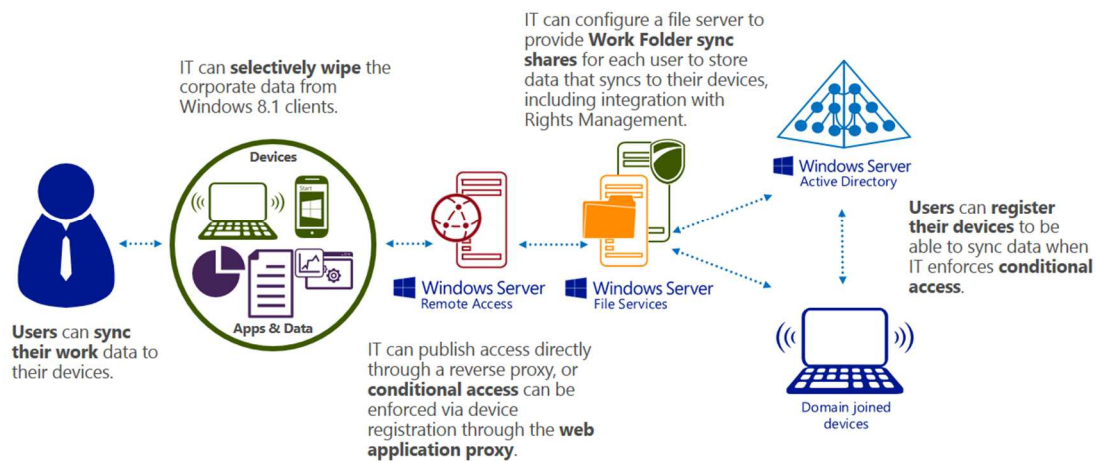 IT can selectively wipe the
corporate data from
Windows 8.1 clients.
IT can configure a file server to
provide Work Folder sync
shares for each user to store
data that syncs to their devices,
including integration with
Rights Management.
Devices
Start
Apps & Data
Users can sync
their work data to
their devices.
Windows Server
Remote Access
Windows Server
File Services
Windows Server
Active Directory
Users can register
their devices to be
able to sync data when
IT enforces conditional
access.
IT can publish access directly
through a reverse proxy, or
conditional access can be
enforced via device
registration through the web
application proxy.
Domain joined
devices